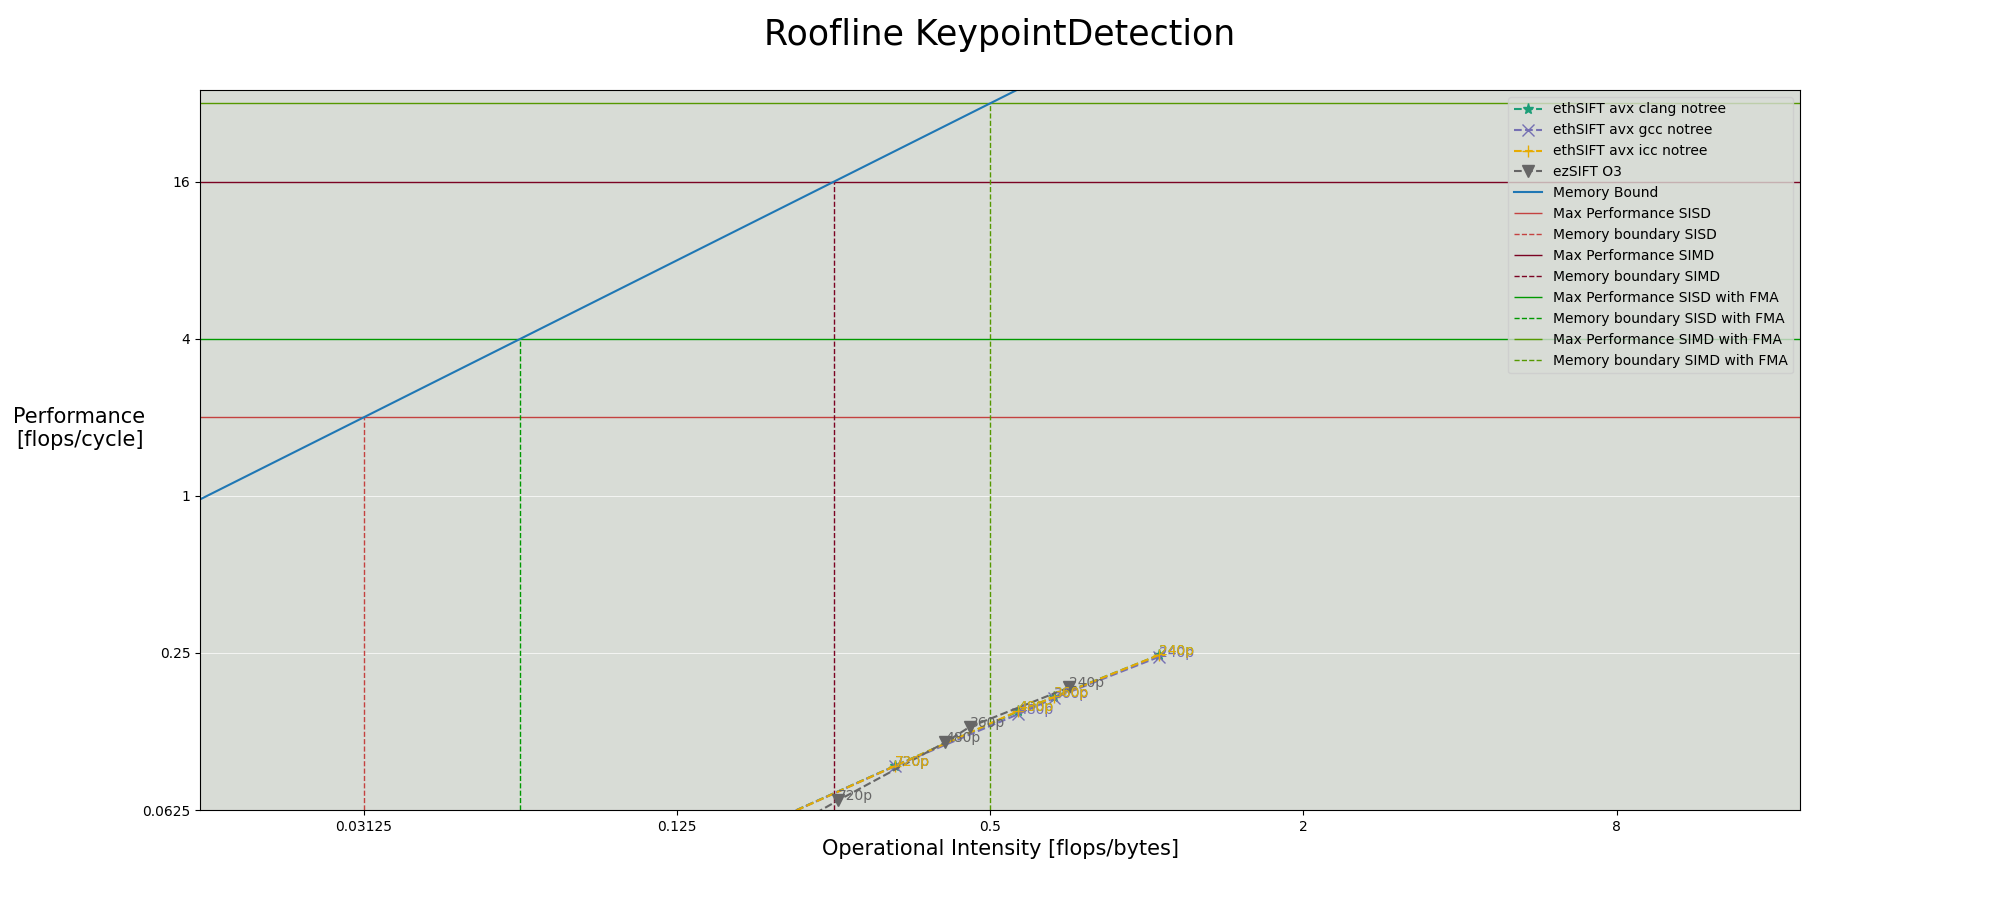 Roofline KeypointDetection
Performance
[flops/cycle]
16
4
1
0.25
0.0625
ethSIFT avx clang notree
ethSIFT avx gcc notree
ethSIFT avx icc notree
ezSIFT O3
Memory Bound
Max Performance SISD
Memory boundary SISD
Max Performance SIMD
Memory boundary SIMD
Max Performance SISD with FMA
Memory boundary SISD with FMA
Max Performance SIMD with FMA
Memory boundary SIMD with FMA
240p
240p
360p
480p
360p
480p
720p
720p
0.03125
0.125
0.5
2
8
Operational Intensity [flops/bytes]